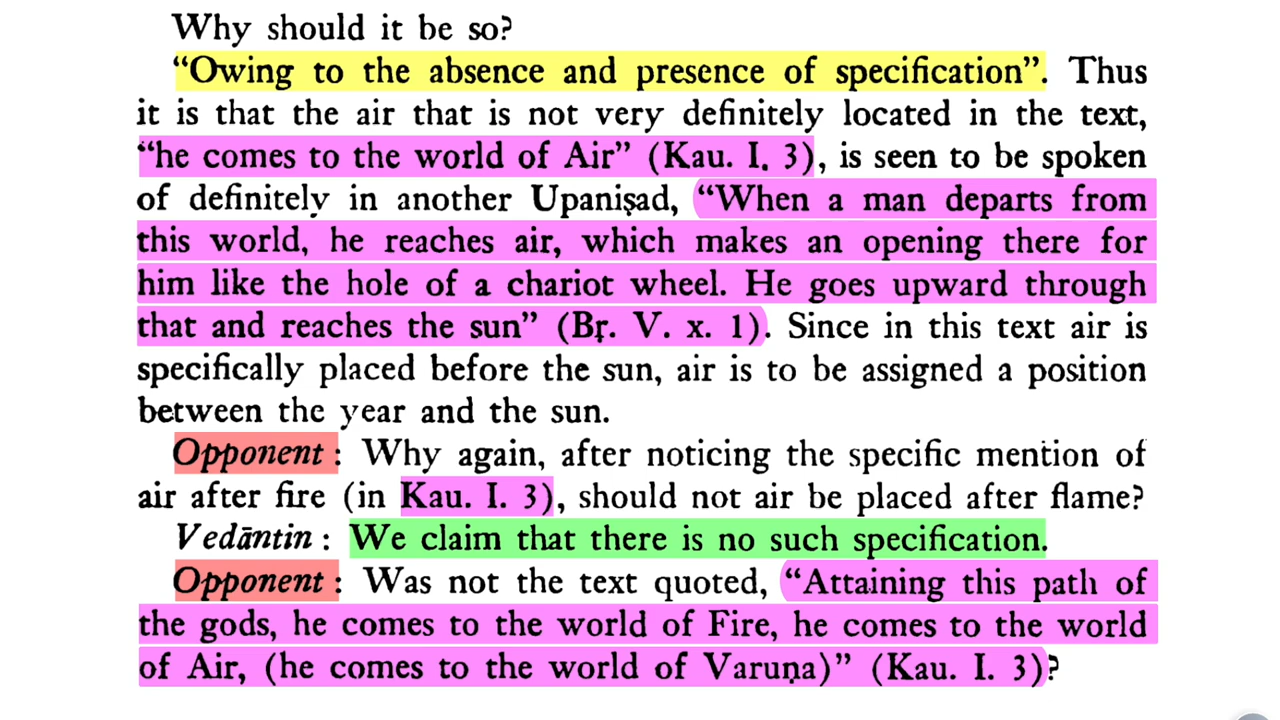 Why should it be so?
“Owing to the absence and presence of specification”. Thus
it is that the air that is not very definitely located in the text,
“he comes to the world of Air” (Kau. I. 3), is seen to be spoken
of definitely in another Upaniṣad, “When a man departs from
this world, he reaches air, which makes an opening there for
him like the hole of a chariot wheel. He goes upward through
that and reaches the sun” (Bṛ. V. x. 1). Since in this text air is
specifically placed before the sun, air is to be assigned a position
between the year and the sun.
Opponent : Why again, after noticing the specific mention of
air after fire (in Kau. I. 3), should not air be placed after flame?
Vedāntin : We claim that there is no such specification.
Opponent : Was not the text quoted, “Attaining this path of
the gods, he comes to the world of Fire, he comes to the world
of Air, (he comes to the world of Varuṇa)” (Kau. I. 3)?